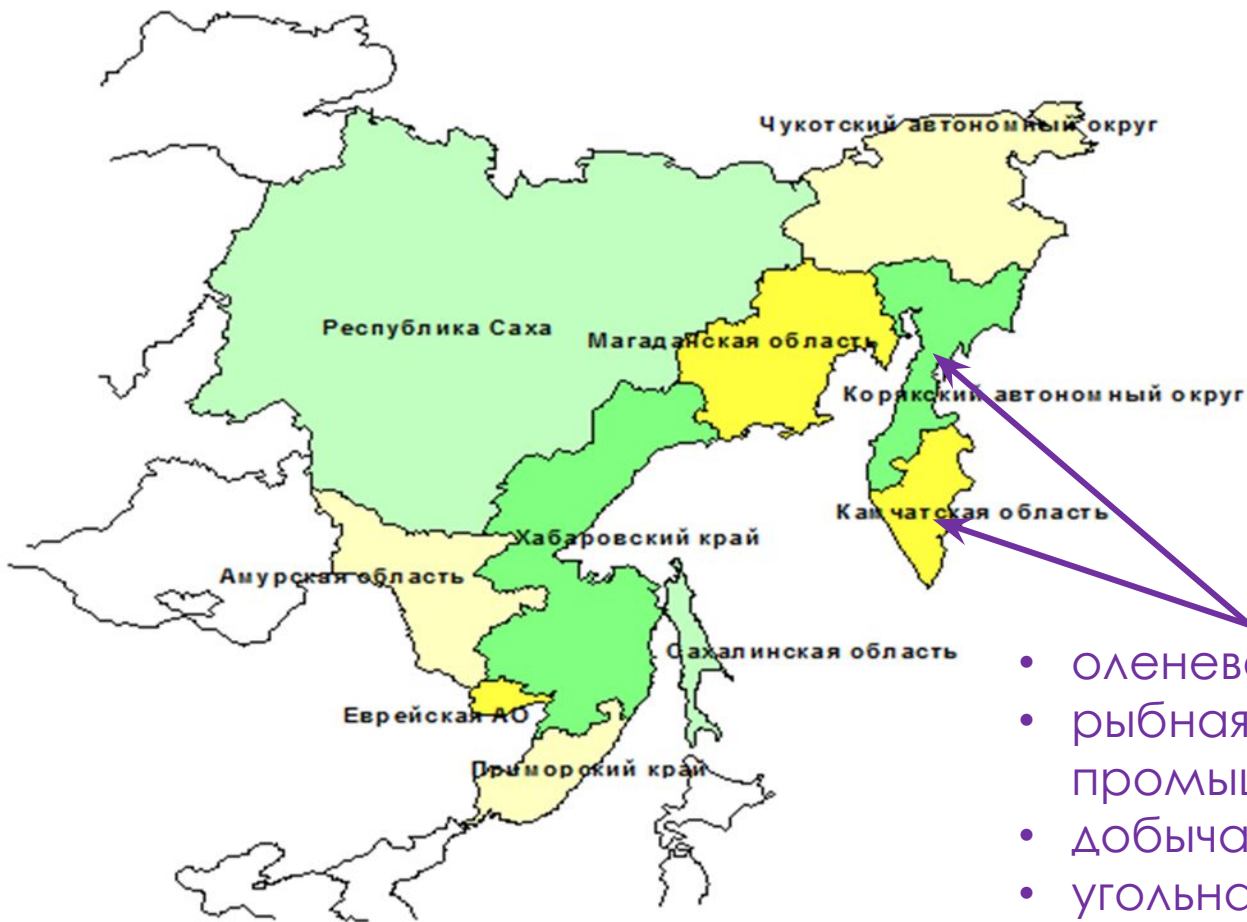 Чукотский автономный округ
Республика Саха
Магаданская область
Корякский автономный округ
Камчатская область
Хабаровский край
Амурская область
Сахалинская область
Еврейская АО
Приморский край
• 
• рыбная
• добыча